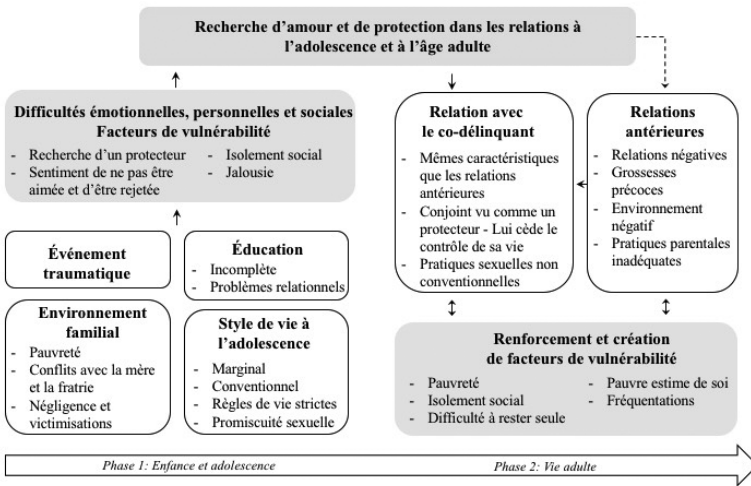 Recherche d'amour et de protection dans les relations à
l'adolescence et à l'âge adulte
Difficultés émotionnelles, personnelles et sociales
Facteurs de vulnérabilité
- Recherche d'un protecteur
- Sentiment de ne pas être
aimée et d'être rejetée
- Isolement social
- Jalousie
Événement
traumatique
Éducation
- Incomplète
- Problèmes relationnels
Environnement
familial
- Pauvreté
- Conflits avec la mère
et la fratrie
- Négligence et
victimisations
Style de vie à
l'adolescence
- Marginal
- Conventionnel
- Règles de vie strictes
- Promiscuité sexuelle
Relation avec
le co-délinquant
- Mêmes caractéristiques
que les relations
antérieures
- Conjoint vu comme un
protecteur - Lui cède le
contrôle de sa vie
- Pratiques sexuelles non
conventionnelles
Relations
antérieures
- Relations négatives
- Grossesses
précoces
- Environnement
négatif
- Pratiques parentales
inadéquates
Renforcement et création
de facteurs de vulnérabilité
- Pauvreté
- Isolement social
- Difficulté à rester seule
- Pauvre estime de soi
- Fréquentations
Phase 1: Enfance et adolescence
Phase 2: Vie adulte